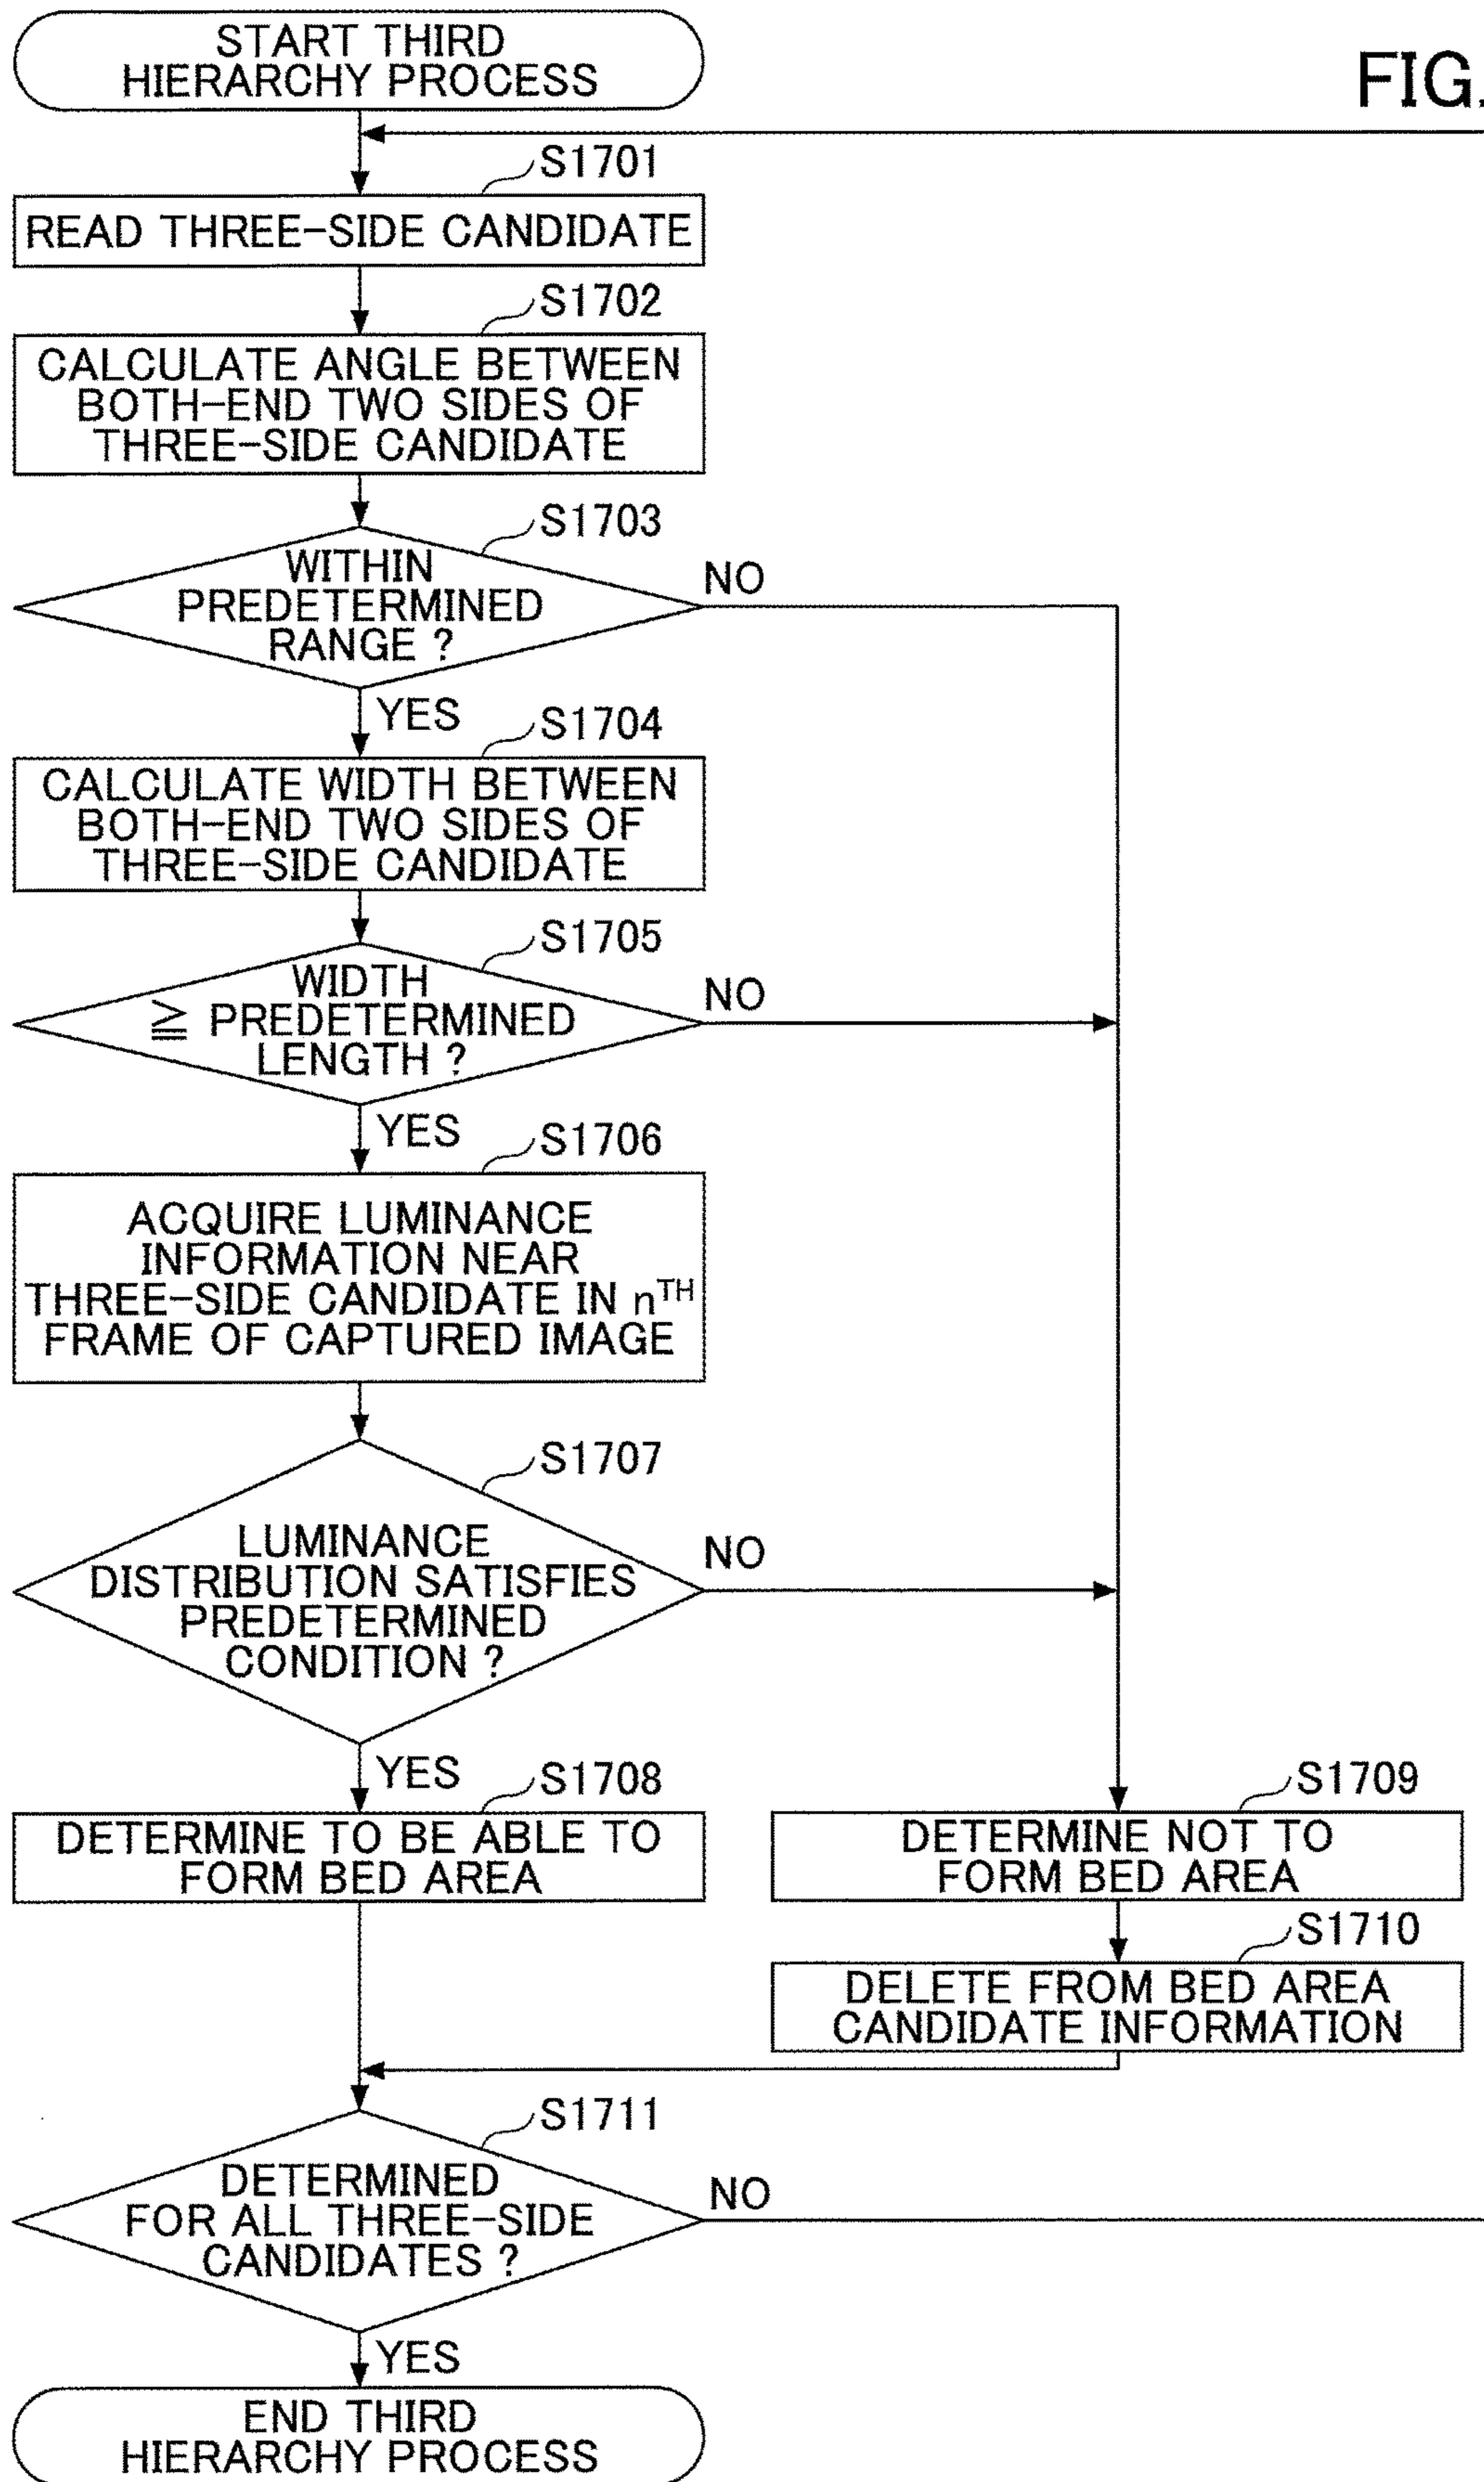 START THIRD
HIERARCHY PROCESS
FIG.
S1701
READ THREE-SIDE CANDIDATE
S1702
CALCULATE ANGLE BETWEEN
BOTH-END TWO SIDES OF
THREE-SIDE CANDIDATE
S1703
WITHIN
PREDETERMINED
RANGE ?
NO
YES
S1704
CALCULATE WIDTH BETWEEN
BOTH-END TWO SIDES OF
THREE-SIDE CANDIDATE
S1705
WIDTH
≧ PREDETERMINED
LENGTH ?
NO
YES
S1706
ACQUIRE LUMINANCE
INFORMATION NEAR
THREE-SIDE CANDIDATE IN nTH
FRAME OF CAPTURED IMAGE
S1707
LUMINANCE
DISTRIBUTION SATISFIES
PREDETERMINED
CONDITION ?
NO
YES
S1708
DETERMINE TO BE ABLE TO
FORM BED AREA
S1709
DETERMINE NOT TO
FORM BED AREA
S1710
DELETE FROM BED AREA
CANDIDATE INFORMATION
S1711
DETERMINED
FOR ALL THREE-SIDE
CANDIDATES ?
NO
YES
END THIRD
HIERARCHY PROCESS